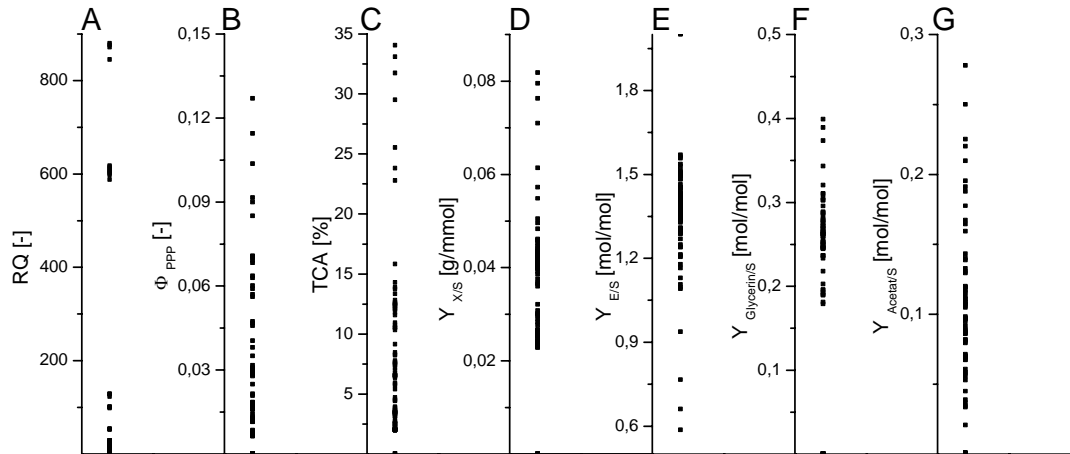 A
RQ [-]
800
600
400
200
B
Φ PPP [-]
0,15
0,12
0,09
0,06
0,03
C
TCA [%]
35
30
25
20
15
10
5
D
Y X/S [g/mmol]
0,08
0,06
0,04
0,02
E
Y E/S [mol/mol]
1,8
1,5
1,2
0,9
0,6
F
Y Glycerin/S [mol/mol]
0,5
0,4
0,3
0,2
0,1
G
Y Acetat/S [mol/mol]
0,3
0,2
0,1